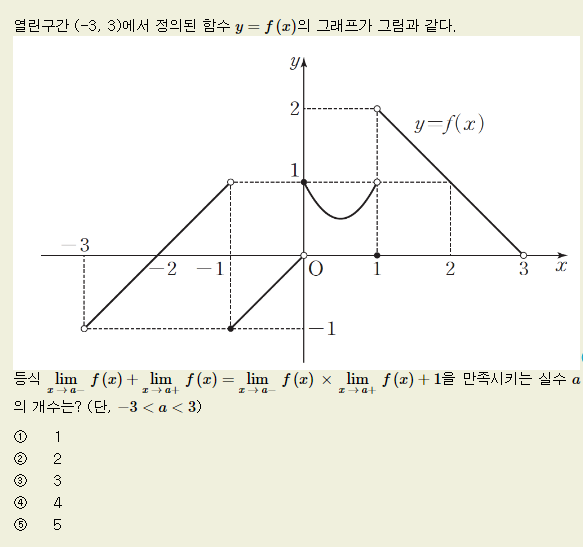 열린구간 (-3, 3)에서 정의된 함수 y = f(x)의 그래프가 그림과 같다.
y
2
y=f(x)
1
-3
-2
-1
O
1
2
3
x
-1
등식 lim_{x→a-} f(x) + lim_{x→a+} f(x) = lim_{x→a-} f(x) × lim_{x→a+} f(x) + 1을 만족시키는 실수 a
의 개수는? (단, -3 < a < 3)
① 1
② 2
③ 3
④ 4
⑤ 5